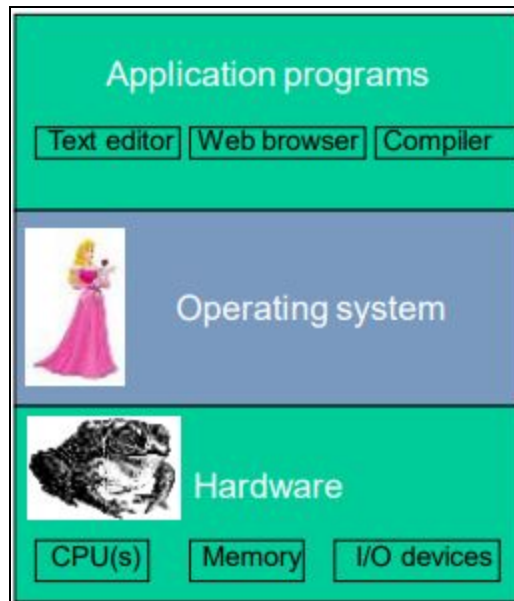 Application programs
Text editor Web browser Compiler
Operating system
Hardware
CPU(s) Memory I/O devices